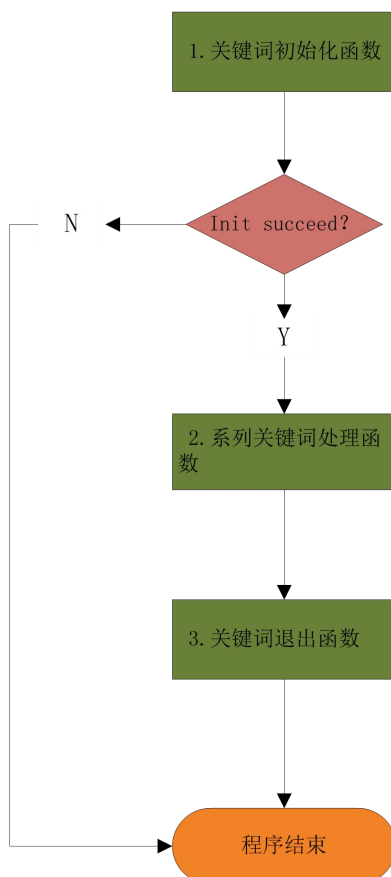 1.关键词初始化函数
Init succeed?
N
Y
2.系列关键词处理函
数
3.关键词退出函数
程序结束